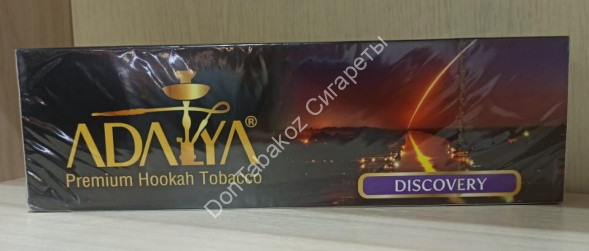 ADALYA®
Premium Hookah Tobacco
DISCOVERY
DonTabakoz Сигареты